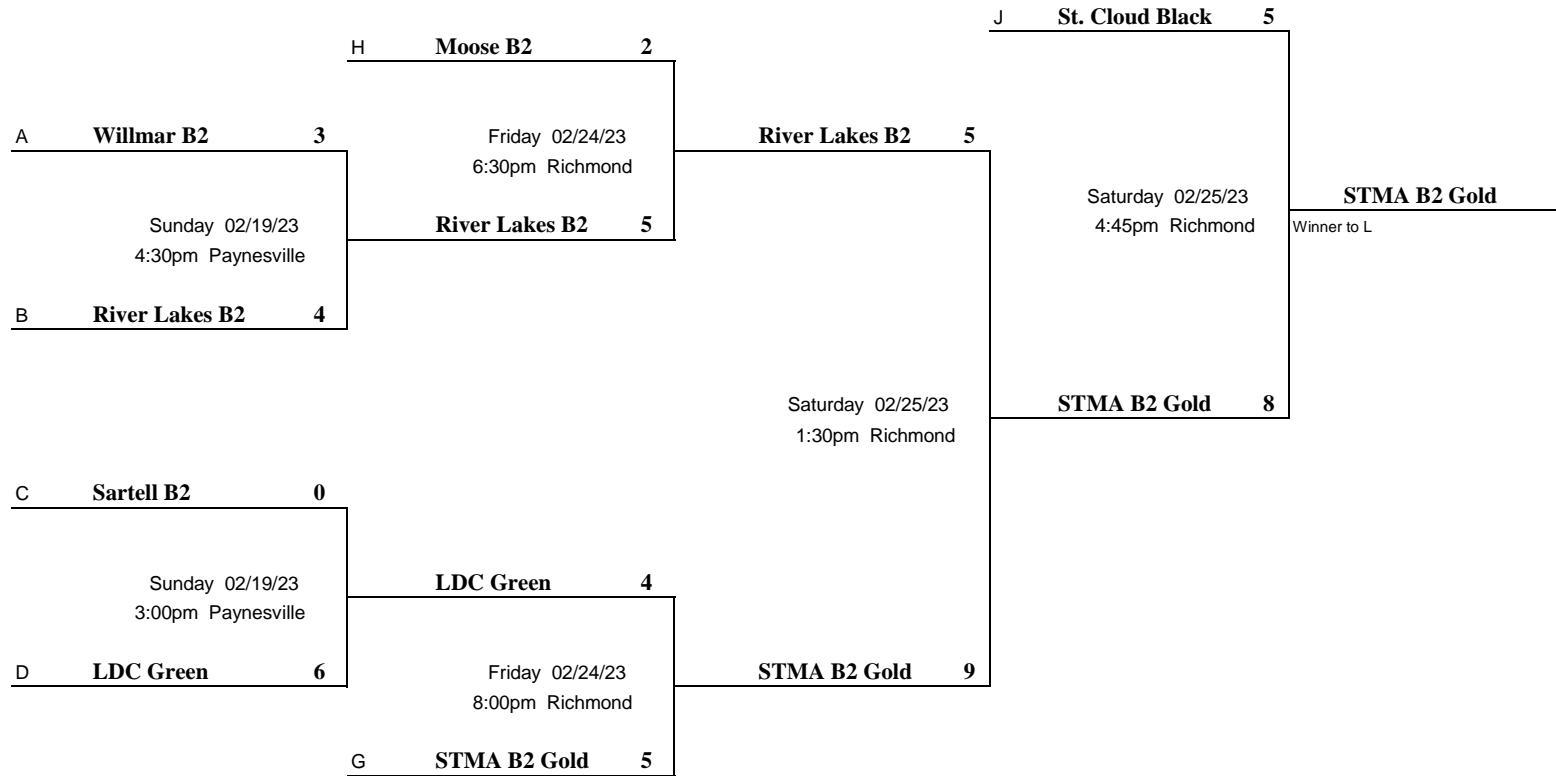 J St. Cloud Black 5
H Moose B2 2
A Willmar B2 3
Friday 02/24/23
6:30pm Richmond
River Lakes B2 5
Saturday 02/25/23
4:45pm Richmond
STMA B2 Gold
Winner to L
Sunday 02/19/23
4:30pm Paynesville
River Lakes B2 5
B River Lakes B2 4
Saturday 02/25/23
1:30pm Richmond
STMA B2 Gold 8
C Sartell B2 0
Sunday 02/19/23
3:00pm Paynesville
LDC Green 4
D LDC Green 6
Friday 02/24/23
8:00pm Richmond
STMA B2 Gold 9
G STMA B2 Gold 5